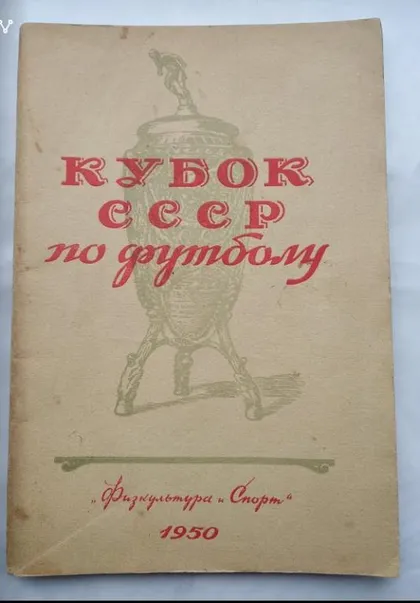 КУБОК
СССР
по футболу
„Физкультура и Спорт“
1950